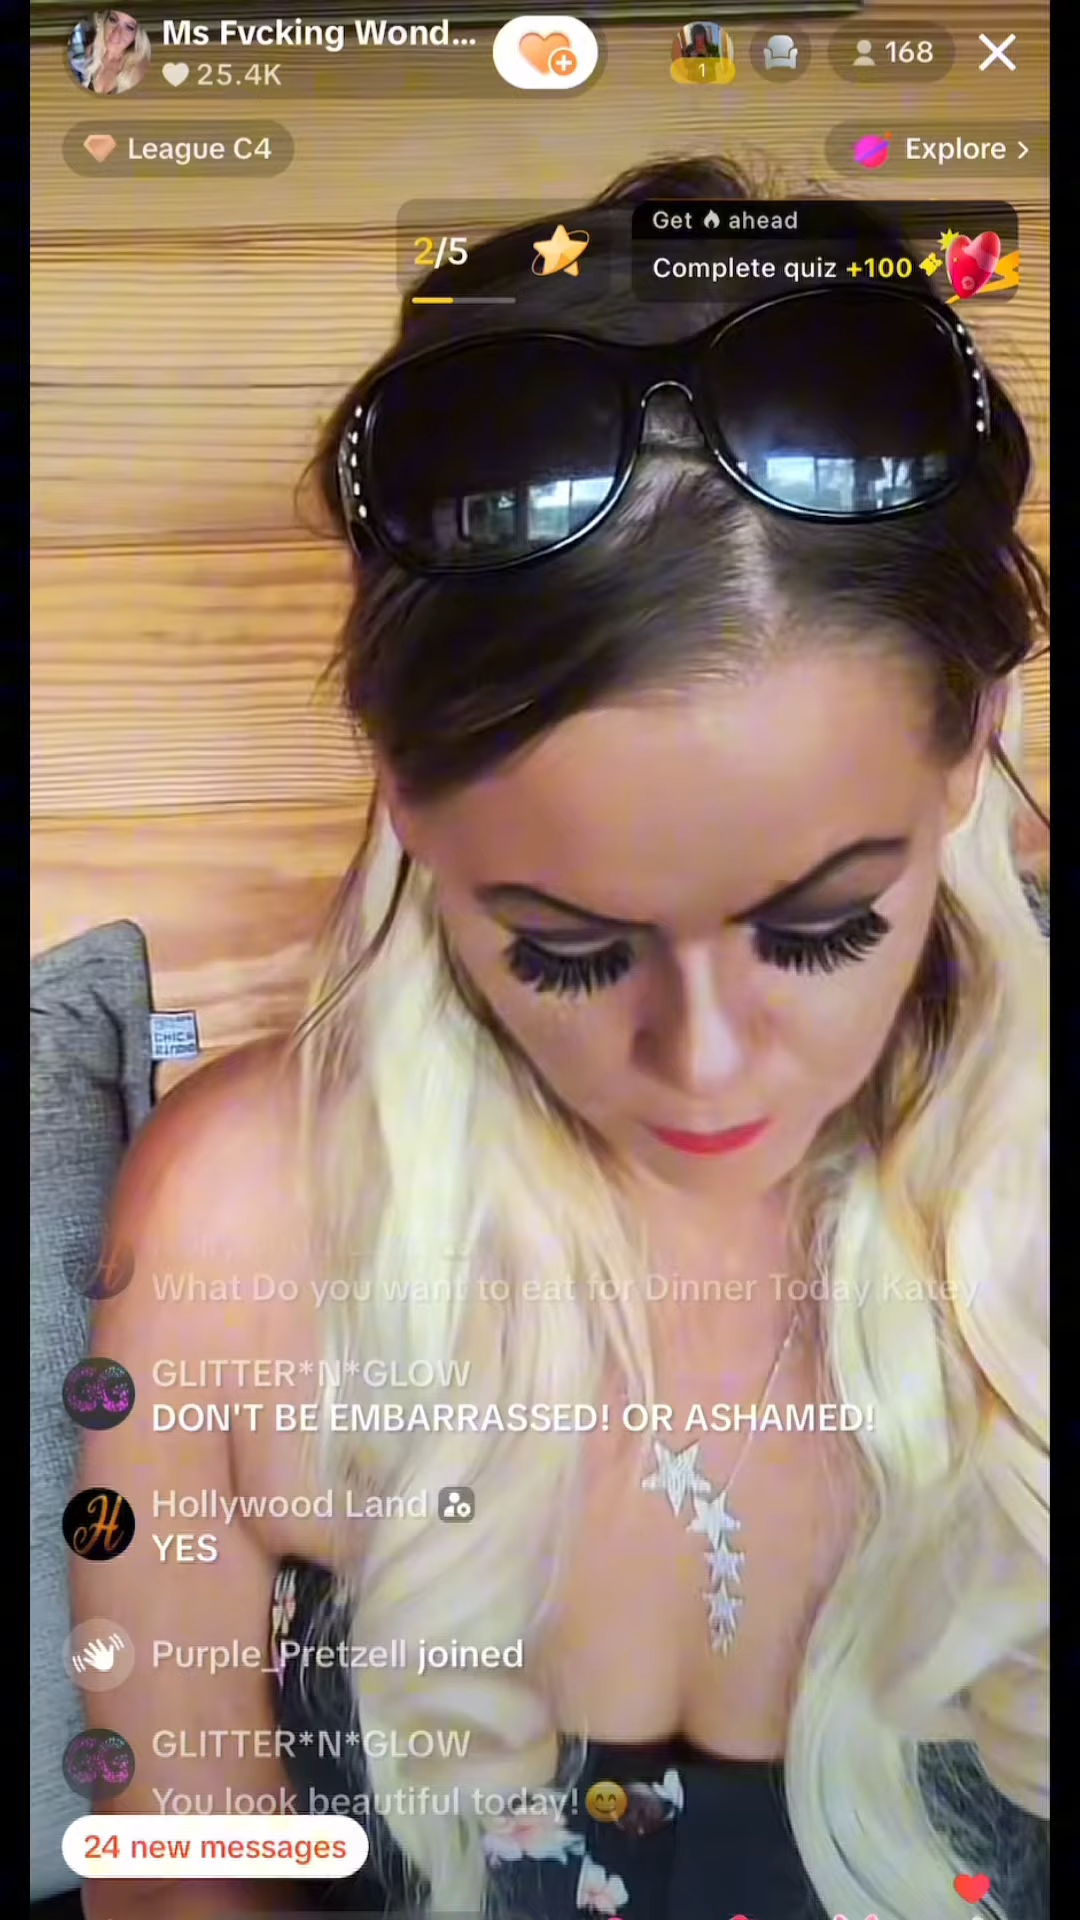 Ms Fvcking Wond...
25.4K
1
168
League C4
Explore >
2/5
Get ahead
Complete quiz +100
CHICA
What Do you want to eat for Dinner Today Katey
GLITTER*N*GLOW
DON'T BE EMBARRASSED! OR ASHAMED!
H
Hollywood Land
YES
Purple_Pretzell joined
GLITTER*N*GLOW
You look beautiful today!😊
24 new messages